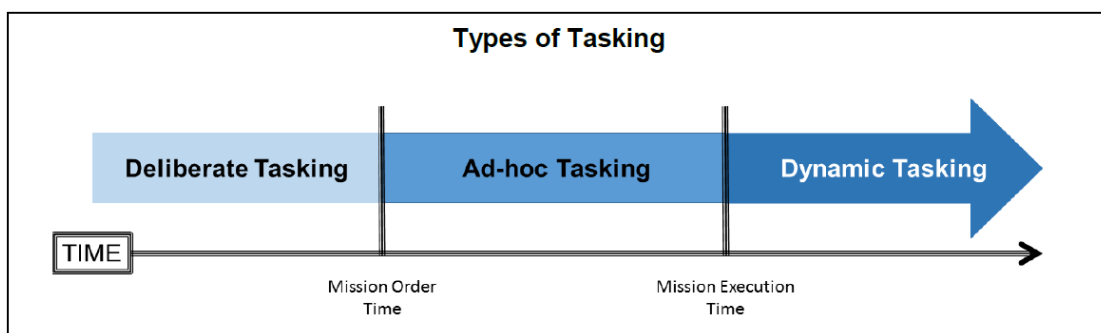 Types of Tasking
Deliberate Tasking
Ad-hoc Tasking
Dynamic Tasking
TIME
Mission Order
Time
Mission Execution
Time